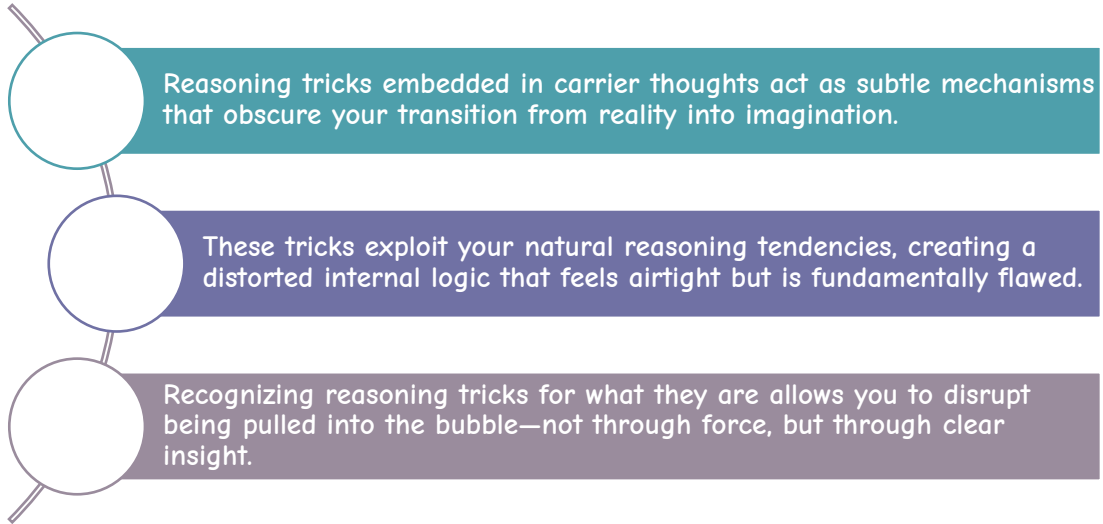 Reasoning tricks embedded in carrier thoughts act as subtle mechanisms
that obscure your transition from reality into imagination.
These tricks exploit your natural reasoning tendencies, creating a
distorted internal logic that feels airtight but is fundamentally flawed.
Recognizing reasoning tricks for what they are allows you to disrupt
being pulled into the bubble—not through force, but through clear
insight.